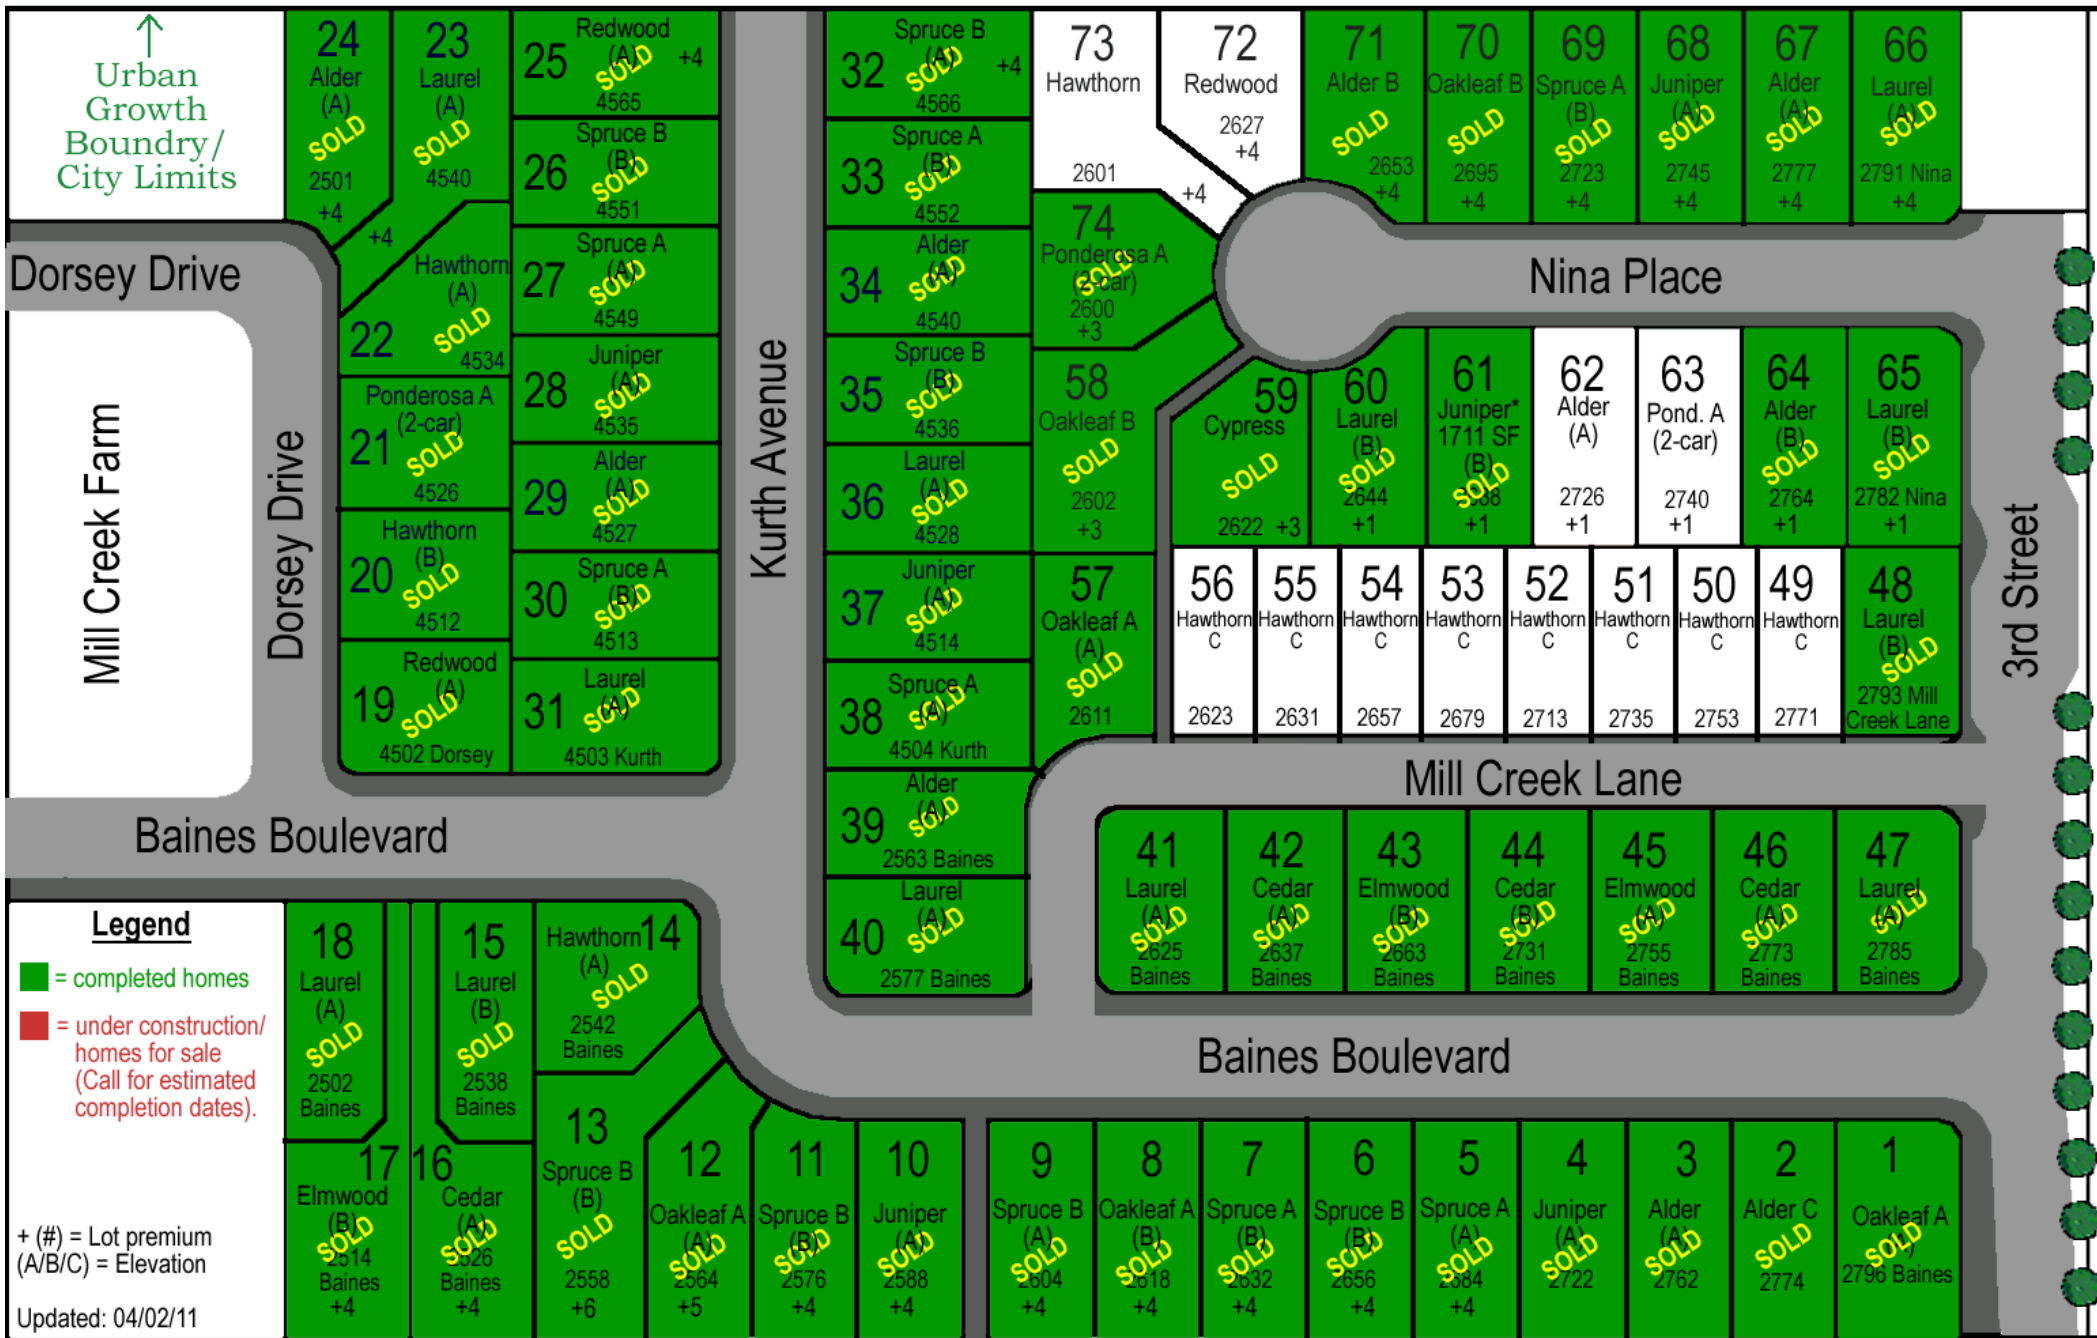 Urban
Growth
Boundry/
City Limits
24
Alder
(A)
SOLD
2501
+4
23
Laurel
(A)
SOLD
4540
+4
Hawthorn
(A)
22
SOLD
4534
Ponderosa A
(2-car)
21
SOLD
4526
Hawthorn
(B)
20
SOLD
4512
Redwood
(A)
19
SOLD
4502 Dorsey
Redwood
(A)
25
SOLD
+4
4565
Spruce B
(B)
26
SOLD
4551
Spruce A
(A)
27
SOLD
4549
Juniper
(A)
28
SOLD
4535
Alder
(A)
29
SOLD
4527
Spruce A
(B)
30
SOLD
4513
Laurel
(A)
31
SOLD
4503 Kurth
Dorsey Drive
Mill Creek Farm
Dorsey Drive
Kurth Avenue
Baines Boulevard
Spruce B
(A)
32
SOLD
+4
4566
Spruce A
(B)
33
SOLD
4552
Alder
(A)
34
SOLD
4540
Spruce B
(B)
35
SOLD
4536
Laurel
(A)
36
SOLD
4528
Juniper
(A)
37
SOLD
4514
Spruce A
(A)
38
SOLD
4504 Kurth
Alder
(A)
39
SOLD
2563 Baines
Laurel
(A)
40
SOLD
2577 Baines
73
Hawthorn
2601
+4
72
Redwood
2627
+4
71
Alder B
SOLD
2653
+4
70
Oakleaf B
SOLD
2695
+4
69
Spruce A
(B)
SOLD
2723
+4
68
Juniper
(A)
SOLD
2745
+4
67
Alder
(A)
SOLD
2777
+4
66
Laurel
(A)
SOLD
2791 Nina
+4
74
Ponderosa A
(2-car)
SOLD
2600
+3
Nina Place
58
Oakleaf B
SOLD
2602
+3
59
Cypress
SOLD
2622 +3
60
Laurel
(B)
SOLD
2644
+1
61
Juniper*
1711 SF
(B)
SOLD
+1
62
Alder
(A)
2726
+1
63
Pond. A
(2-car)
2740
+1
64
Alder
(B)
SOLD
2764
+1
65
Laurel
(B)
SOLD
2782 Nina
+1
57
Oakleaf A
(A)
SOLD
2611
56
Hawthorn
C
2623
55
Hawthorn
C
2631
54
Hawthorn
C
2657
53
Hawthorn
C
2679
52
Hawthorn
C
2713
51
Hawthorn
C
2735
50
Hawthorn
C
2753
49
Hawthorn
C
2771
48
Laurel
(B)
SOLD
2793 Mill
Creek Lane
3rd Street
Mill Creek Lane
41
Laurel
(A)
SOLD
2625
Baines
42
Cedar
(A)
SOLD
2637
Baines
43
Elmwood
(B)
SOLD
2663
Baines
44
Cedar
(B)
SOLD
2731
Baines
45
Elmwood
(A)
SOLD
2755
Baines
46
Cedar
(A)
SOLD
2773
Baines
47
Laurel
(A)
SOLD
2785
Baines
Baines Boulevard
Legend
= completed homes
= under construction/
homes for sale
(Call for estimated
completion dates).
+ (#) = Lot premium
(A/B/C) = Elevation
Updated: 04/02/11
18
Laurel
(A)
SOLD
2502
Baines
17
Elmwood
(B)
SOLD
2514
Baines
+4
16
Cedar
(A)
SOLD
2526
Baines
+4
15
Laurel
(B)
SOLD
2538
Baines
Hawthorn 14
(A)
SOLD
2542
Baines
13
Spruce B
(B)
SOLD
2558
+6
12
Oakleaf A
(A)
SOLD
2564
+5
11
Spruce B
(B)
SOLD
2576
+4
10
Juniper
(A)
SOLD
2588
+4
9
Spruce B
(A)
SOLD
2604
+4
8
Oakleaf A
(B)
SOLD
2618
+4
7
Spruce A
(B)
SOLD
2632
+4
6
Spruce B
(B)
SOLD
2656
+4
5
Spruce A
(A)
SOLD
2684
+4
4
Juniper
(A)
SOLD
2722
3
Alder
(A)
SOLD
2762
2
Alder C
SOLD
2774
1
Oakleaf A
SOLD
2796 Baines